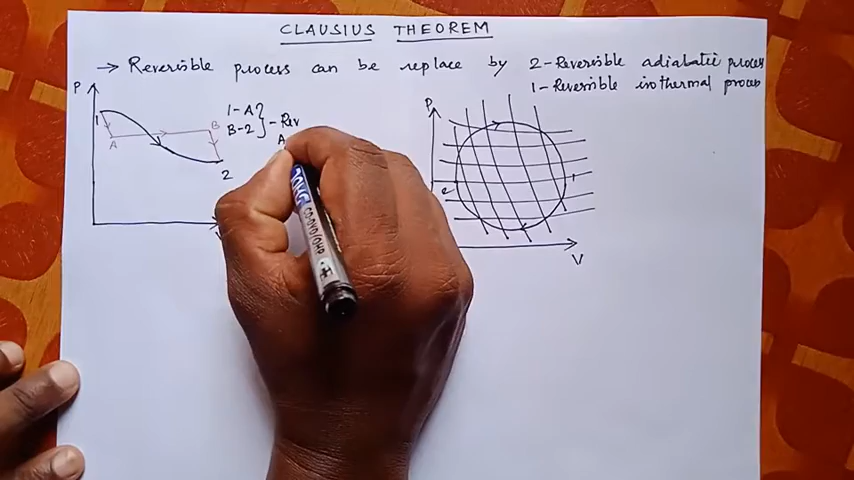 CLAUSIUS THEOREM
→ Reversible process can be replace by 2-Reversible adiabatic process
1-Reversible isothermal process
P
1
A
B
2
1-A
B-2 } - Rev
A
P
V